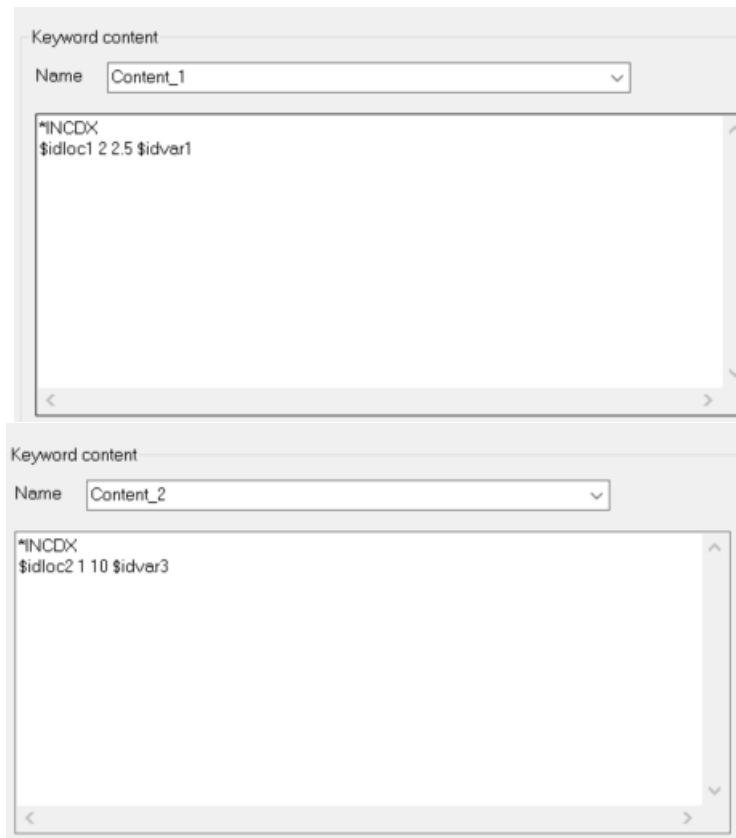 Keyword content
Name Content_1
*INCDX
$idloc1 2 2.5 $idvar1
Keyword content
Name Content_2
*INCDX
$idloc2 1 10 $idvar3